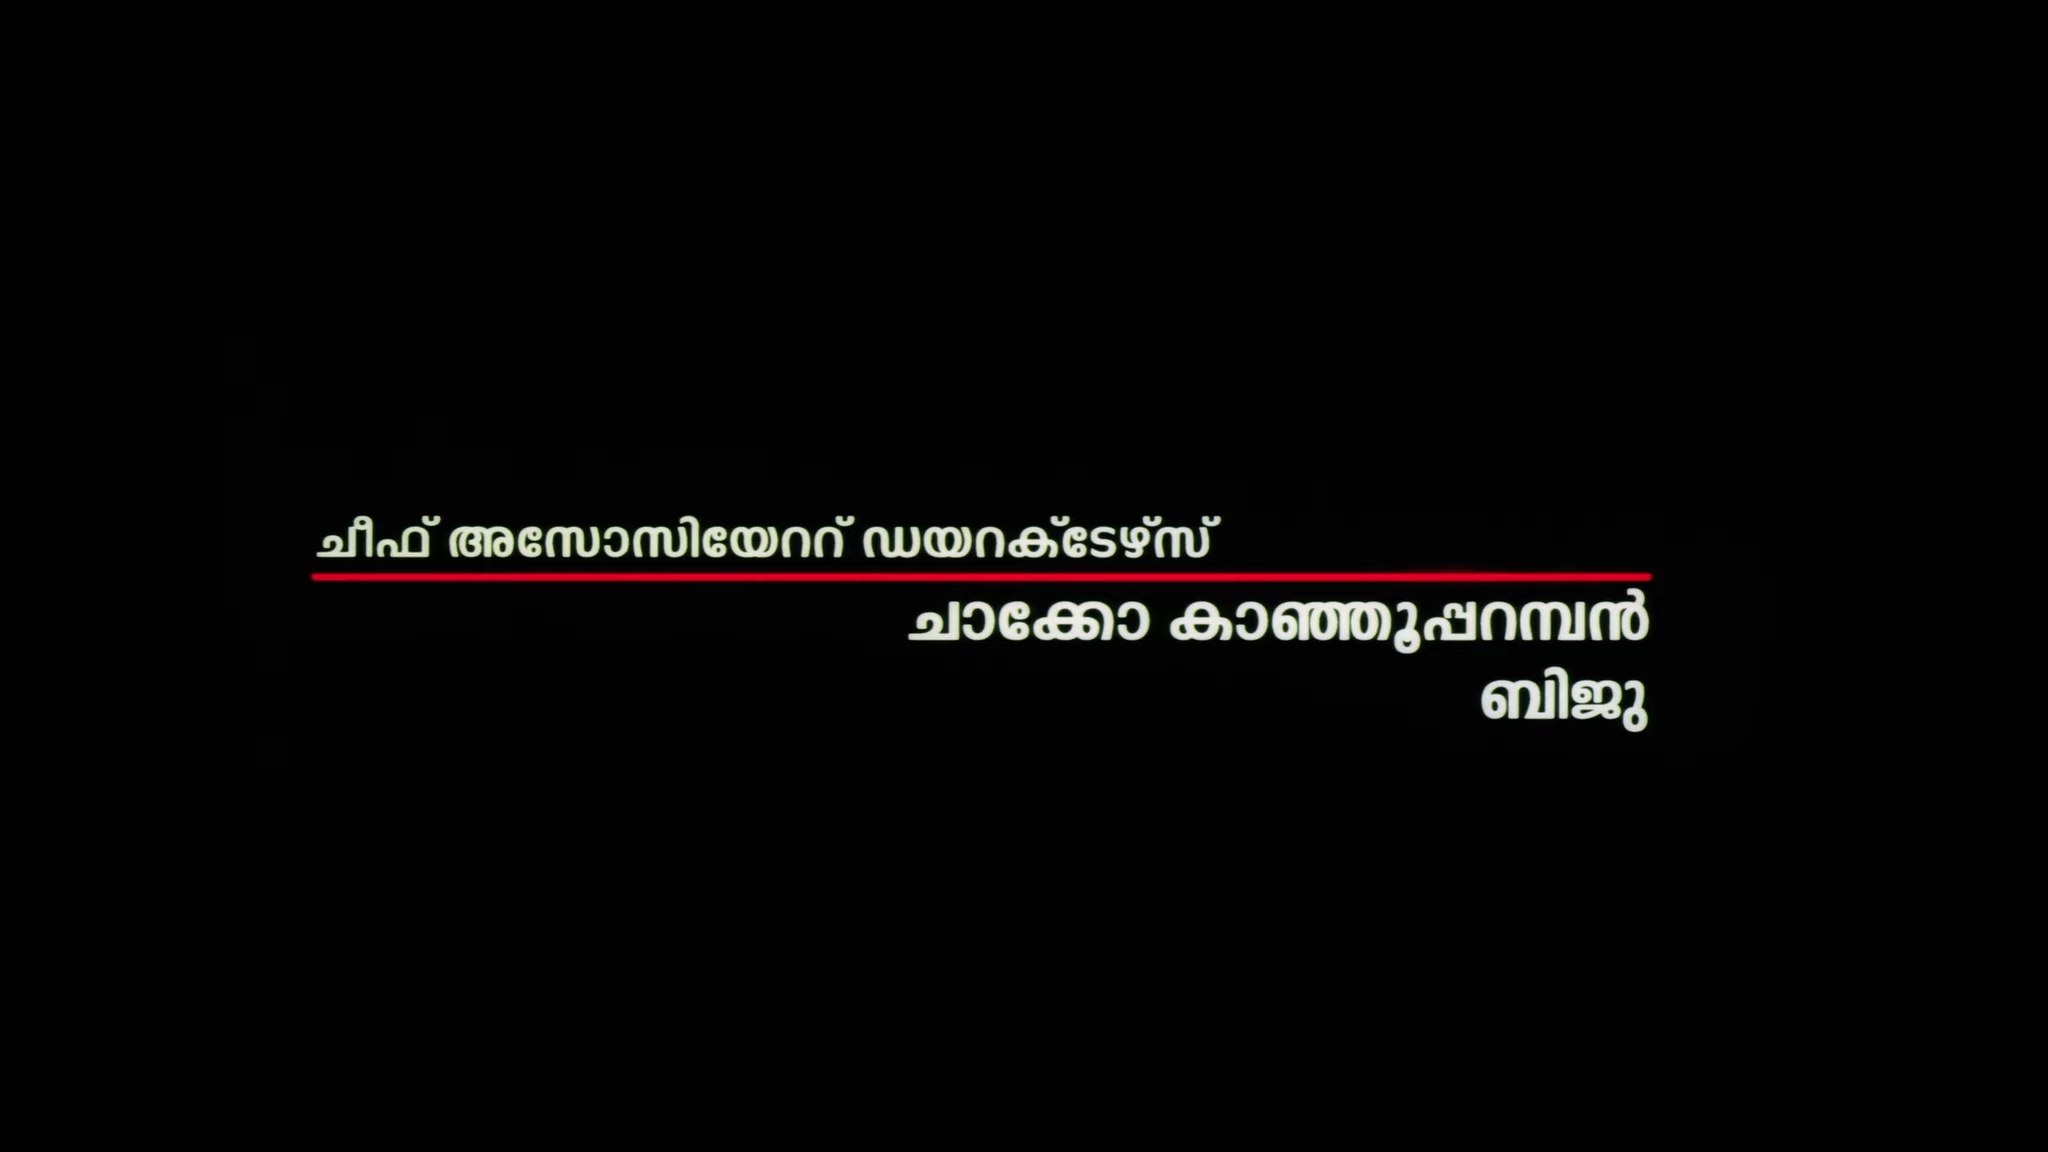 ചീഫ് അസോസിയേററ് ഡയറക്ടേഴ്സ്
ചാക്കോ കാഞ്ഞൂപ്പറമ്പൻ
ബിജു